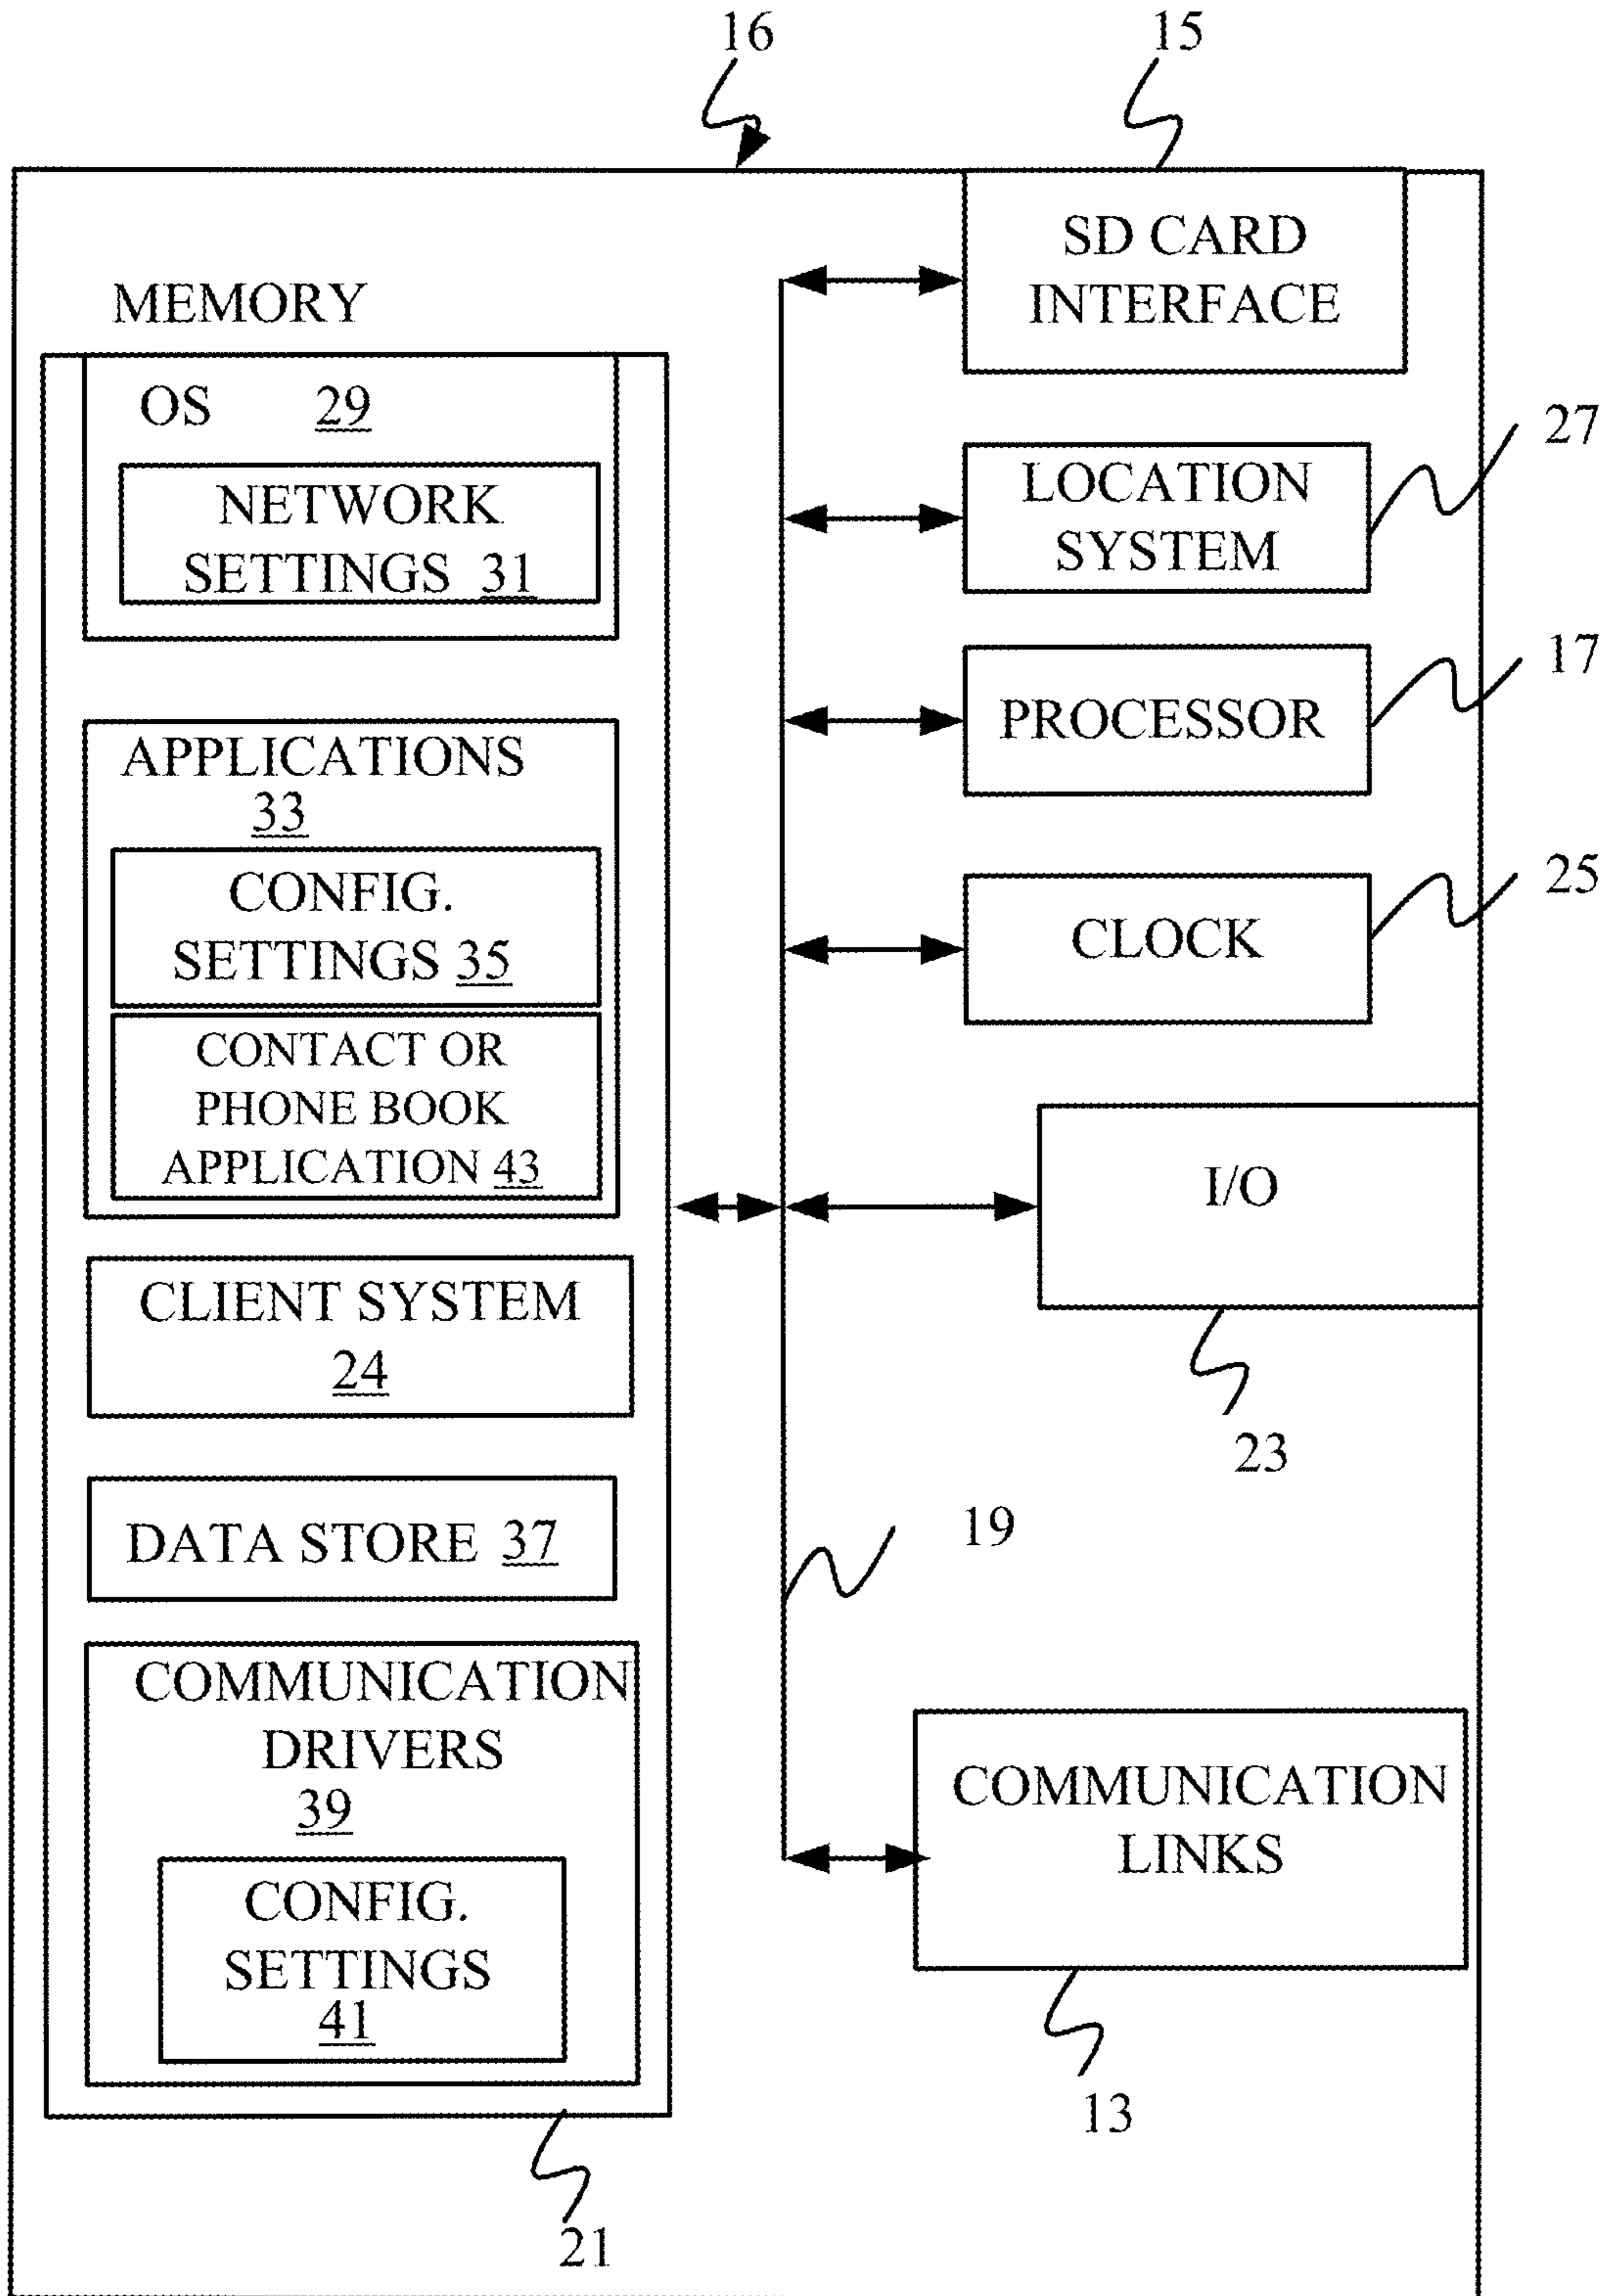 16
15
SD CARD
INTERFACE
MEMORY
OS 29
NETWORK
SETTINGS 31
27
LOCATION
SYSTEM
17
PROCESSOR
APPLICATIONS
33
CONFIG.
SETTINGS 35
25
CLOCK
CONTACT OR
PHONE BOOK
APPLICATION 43
I/O
23
CLIENT SYSTEM
24
19
DATA STORE 37
COMMUNICATION
DRIVERS
39
CONFIG.
SETTINGS
41
COMMUNICATION
LINKS
13
21